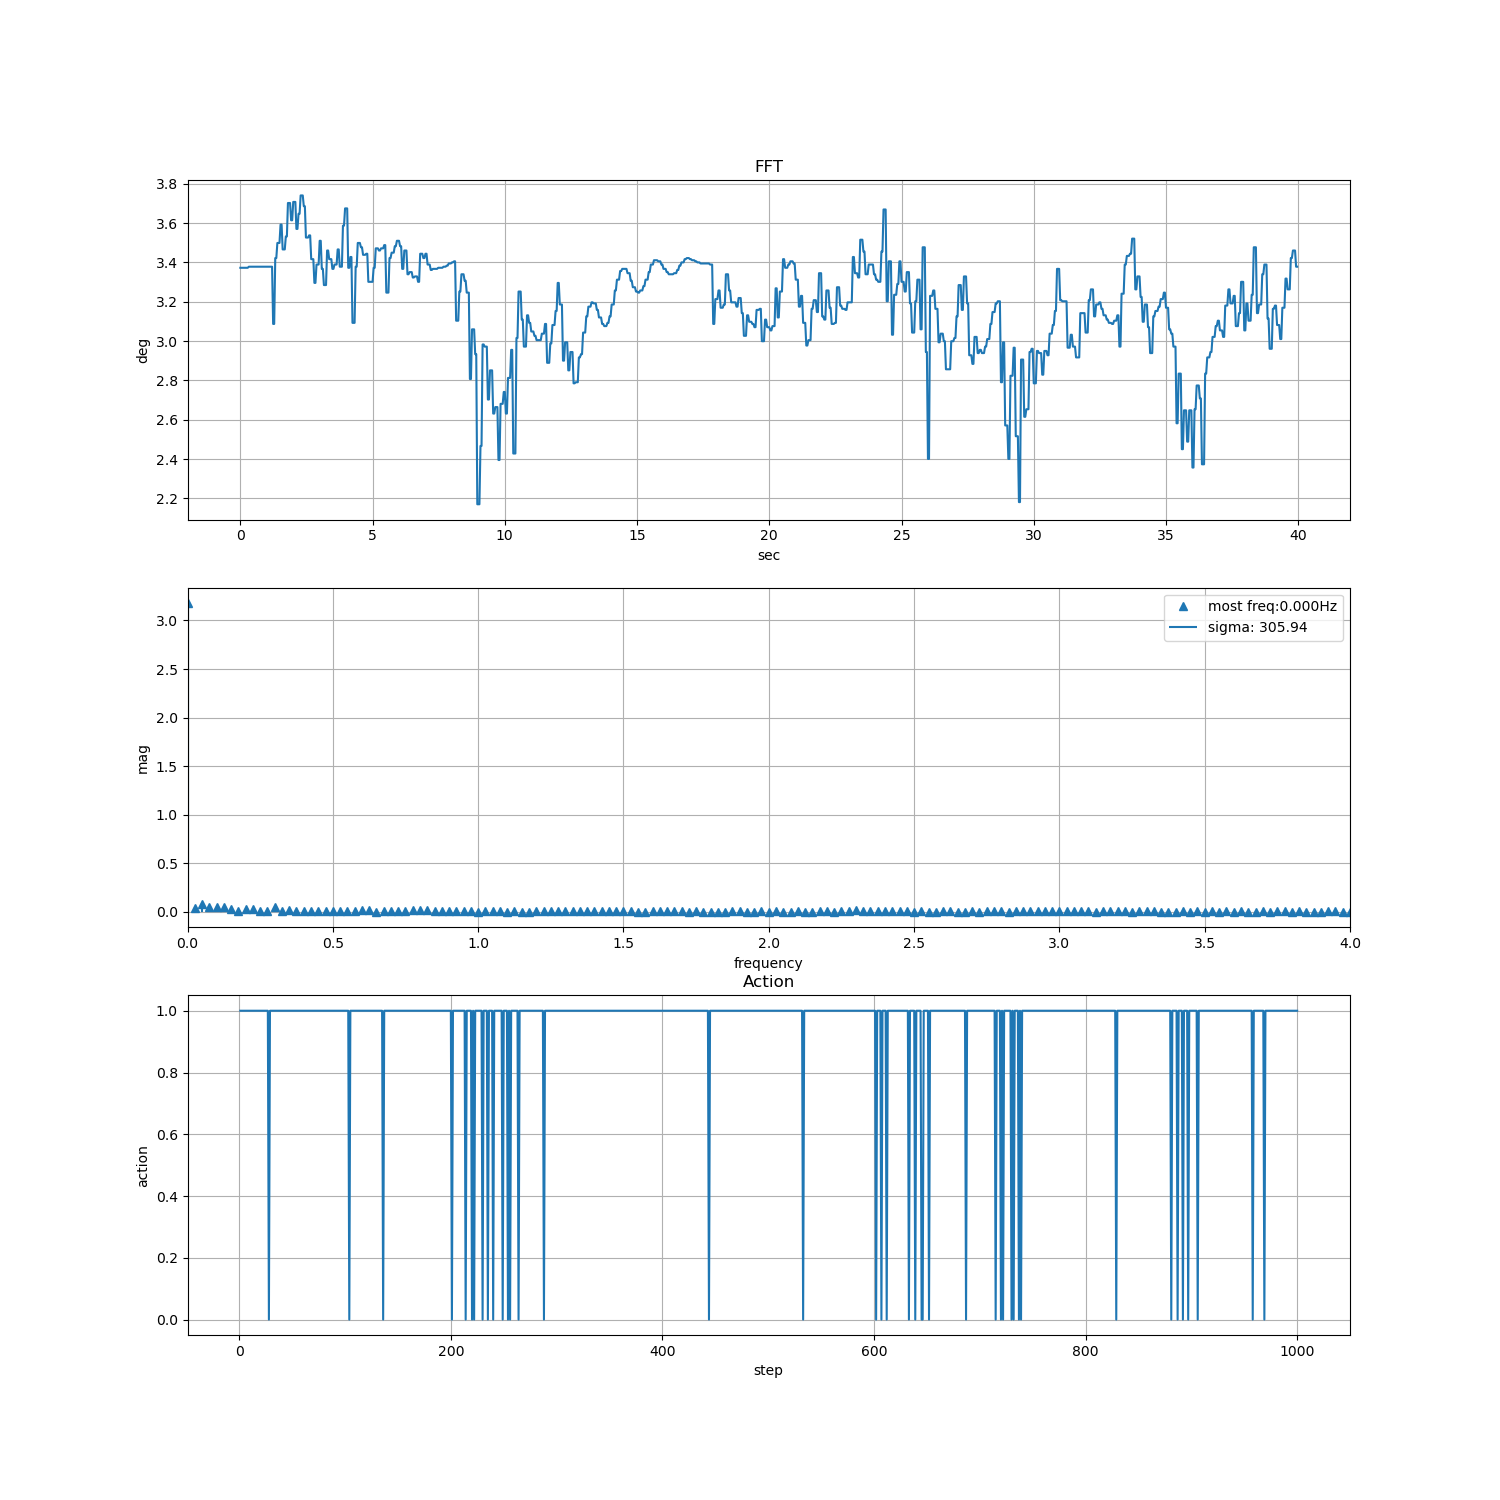 FFT
3.8
3.6
3.4
3.2
3.0
2.8
2.6
2.4
2.2
deg
0 5 10 15 20 25 30 35 40
sec
most freq:0.000Hz
sigma: 305.94
3.0
2.5
2.0
1.5
1.0
0.5
0.0
mag
0.0 0.5 1.0 1.5 2.0 2.5 3.0 3.5 4.0
frequency
Action
1.0
0.8
0.6
0.4
0.2
0.0
action
0 200 400 600 800 1000
step